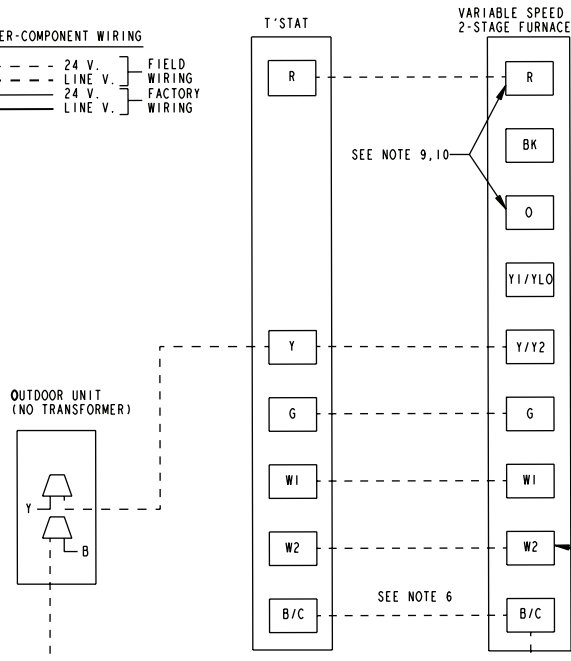 ER-COMPONENT WIRING
24 V.
LINE V.
FIELD
WIRING
24 V.
LINE V.
FACTORY
WIRING
T'STAT
R
Y
G
W1
W2
B/C
VARIABLE SPEED
2-STAGE FURNACE
R
BK
O
Y1/YLO
Y/Y2
G
W1
W2
B/C
SEE NOTE 9,10
SEE NOTE 6
OUTDOOR UNIT
(NO TRANSFORMER)
Y
B